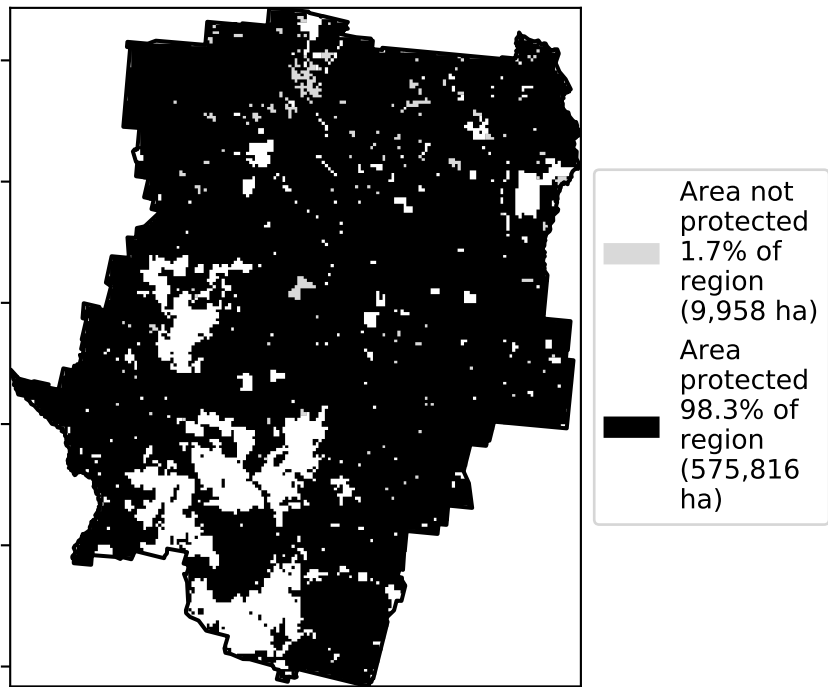 Area not
protected
1.7% of
region
(9,958 ha)
Area
protected
98.3% of
region
(575,816
ha)